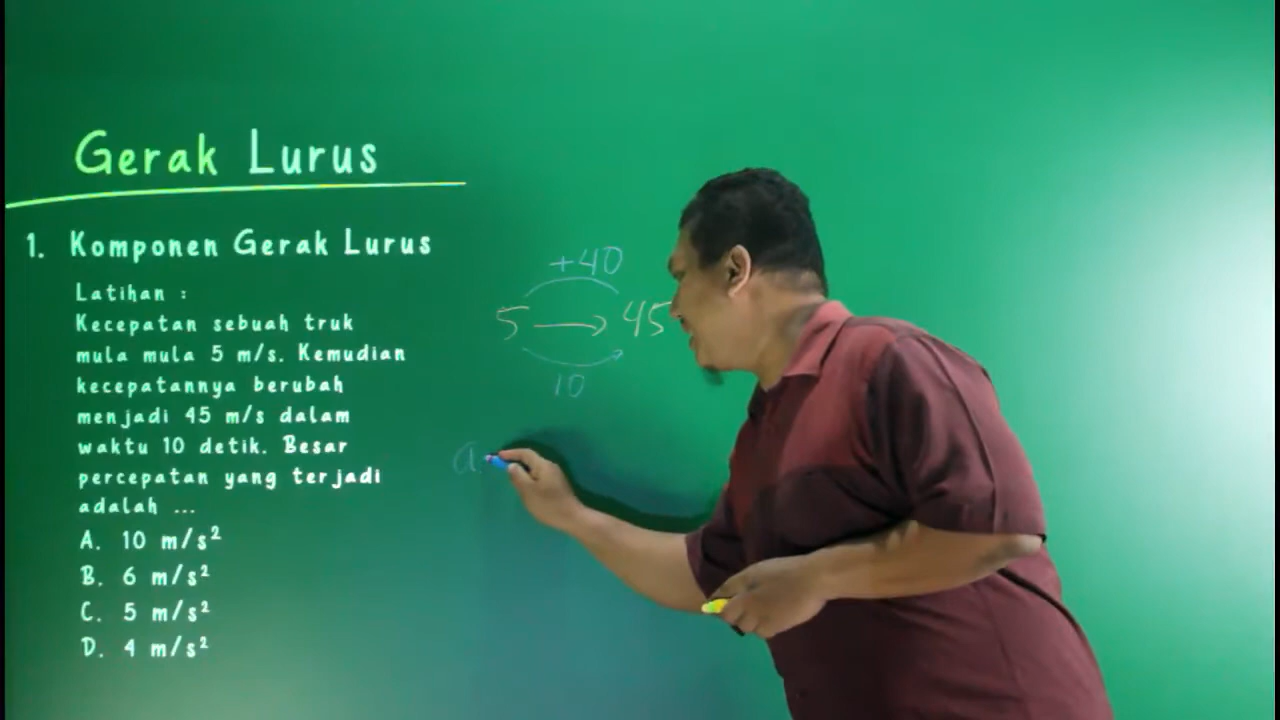 Gerak Lurus
1. Komponen Gerak Lurus
Latihan :
Kecepatan sebuah truk
mula mula 5 m/s. Kemudian
kecepatannya berubah
menjadi 45 m/s dalam
waktu 10 detik. Besar
percepatan yang terjadi
adalah ...
A. 10 m/s²
B. 6 m/s²
C. 5 m/s²
D. 4 m/s²
+40
5 → 45
10
a